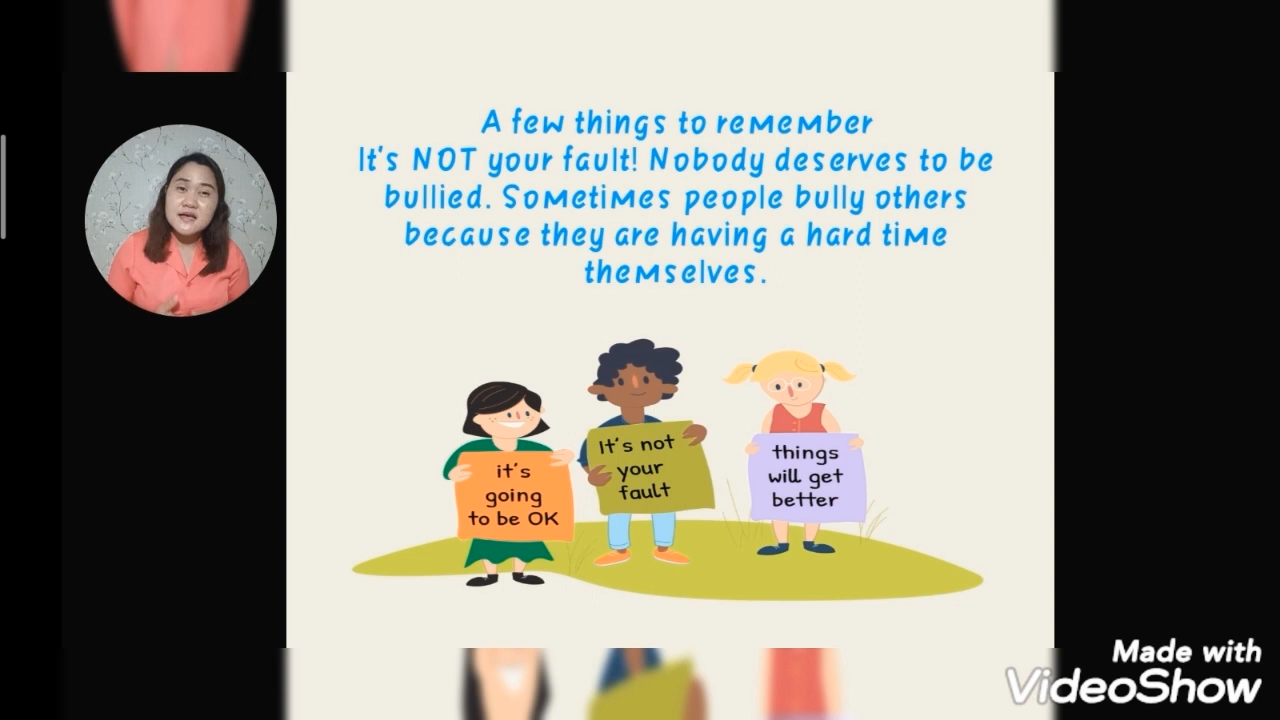 A few things to remember
It's NOT your fault! Nobody deserves to be
bullied. Sometimes people bully others
because they are having a hard time
themselves.
it's
going
to be OK
It's not
your
fault
things
will get
better
Made with
VideoShow